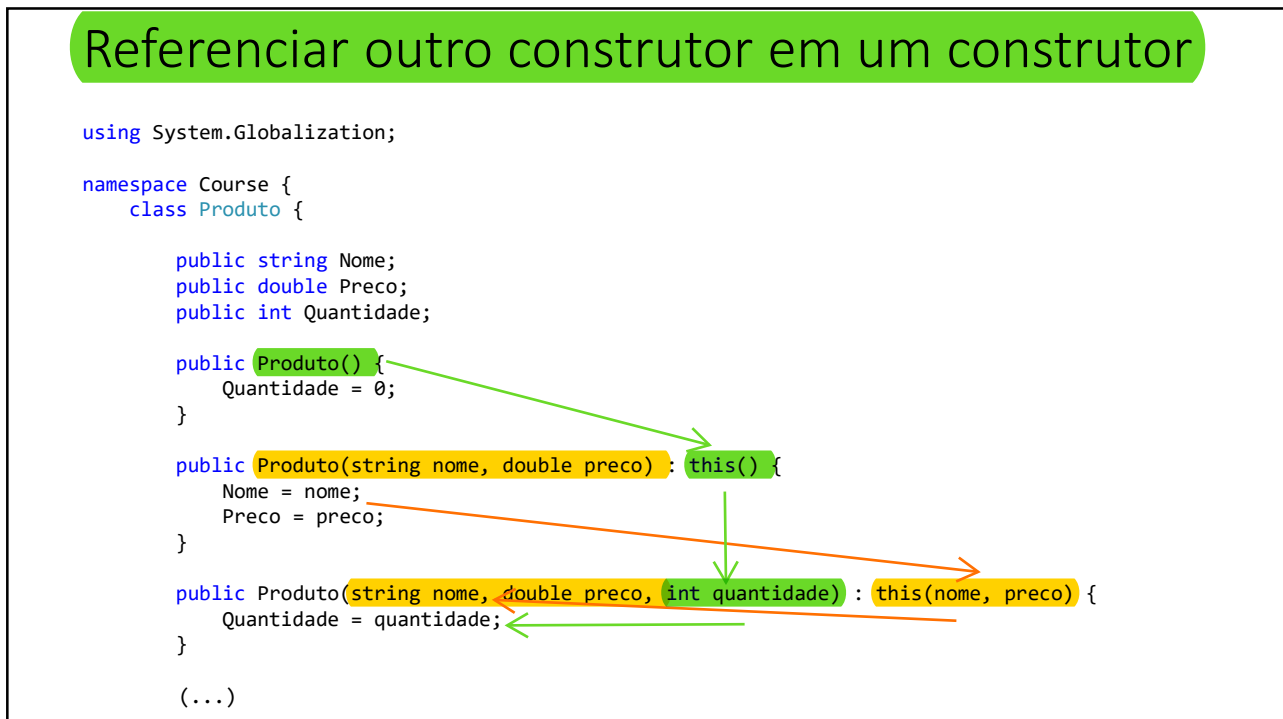 Referenciar outro construtor em um construtor
using System.Globalization;
namespace Course {
class Produto {
public string Nome;
public double Preco;
public int Quantidade;
public Produto() {
Quantidade = 0;
}
public Produto(string nome, double preco) : this() {
Nome = nome;
Preco = preco;
}
public Produto(string nome, double preco, int quantidade) : this(nome, preco) {
Quantidade = quantidade;
}
(...)